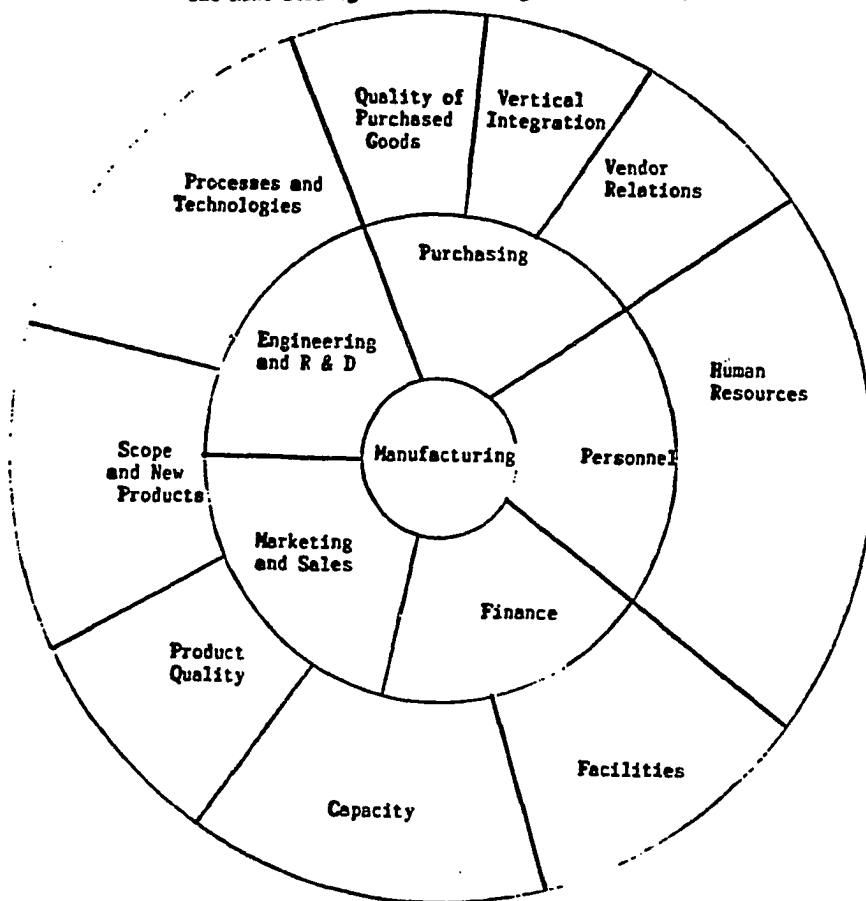 Quality of
Purchased
Goods
Vertical
Integration
Vendor
Relations
Processes and
Technologies
Purchasing
Engineering
and R & D
Human
Resources
Scope
and New
Products
Manufacturing
Personnel
Marketing
and Sales
Finance
Product
Quality
Facilities
Capacity